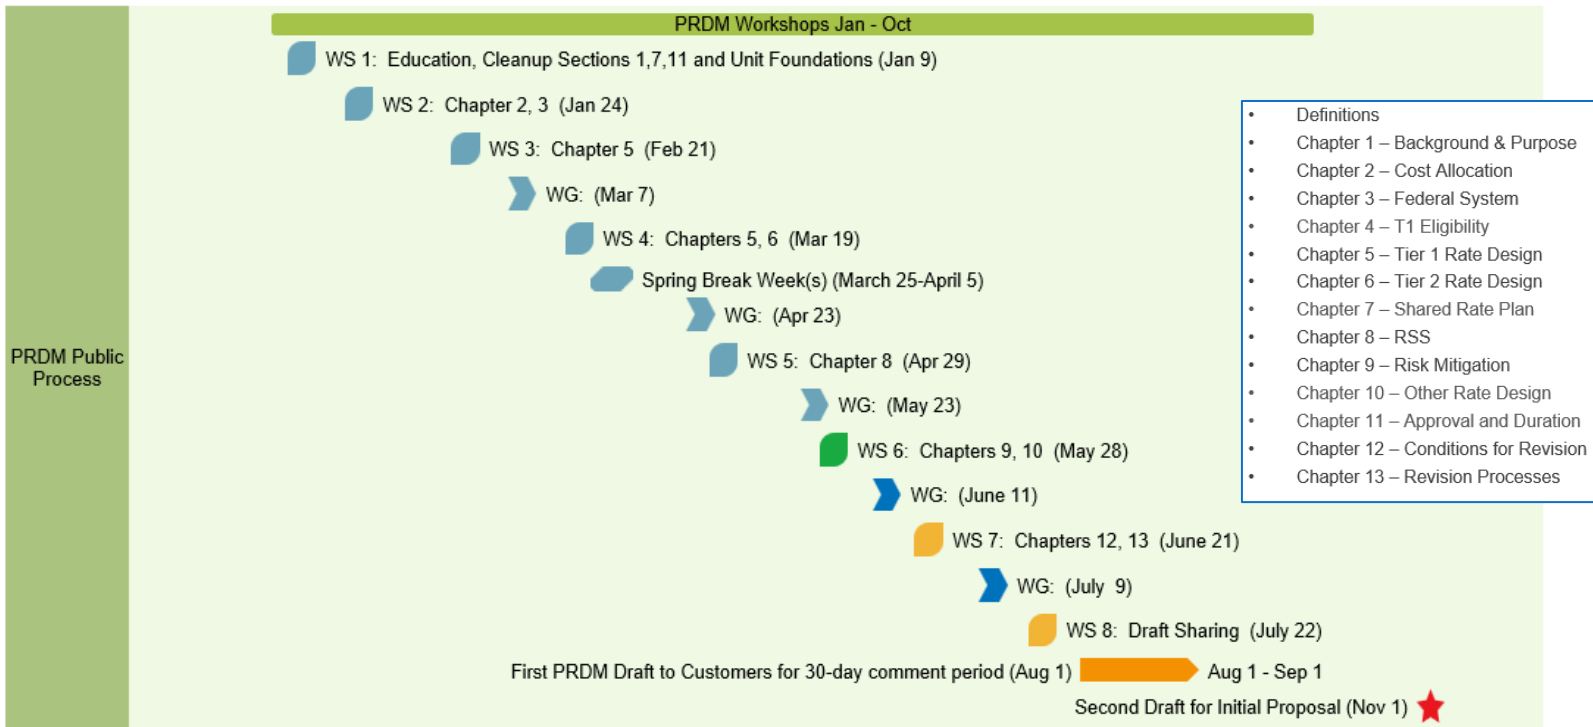 PRDM Workshops Jan - Oct
WS 1: Education, Cleanup Sections 1,7,11 and Unit Foundations (Jan 9)
WS 2: Chapter 2, 3 (Jan 24)
WS 3: Chapter 5 (Feb 21)
WG: (Mar 7)
WS 4: Chapters 5, 6 (Mar 19)
Spring Break Week(s) (March 25-April 5)
WG: (Apr 23)
PRDM Public
Process
WS 5: Chapter 8 (Apr 29)
WG: (May 23)
WS 6: Chapters 9, 10 (May 28)
WG: (June 11)
WS 7: Chapters 12, 13 (June 21)
WG: (July 9)
WS 8: Draft Sharing (July 22)
First PRDM Draft to Customers for 30-day comment period (Aug 1) Aug 1 - Sep 1
Second Draft for Initial Proposal (Nov 1)
• Definitions
• Chapter 1 – Background & Purpose
• Chapter 2 – Cost Allocation
• Chapter 3 – Federal System
• Chapter 4 – T1 Eligibility
• Chapter 5 – Tier 1 Rate Design
• Chapter 6 – Tier 2 Rate Design
• Chapter 7 – Shared Rate Plan
• Chapter 8 – RSS
• Chapter 9 – Risk Mitigation
• Chapter 10 – Other Rate Design
• Chapter 11 – Approval and Duration
• Chapter 12 – Conditions for Revision
• Chapter 13 – Revision Processes